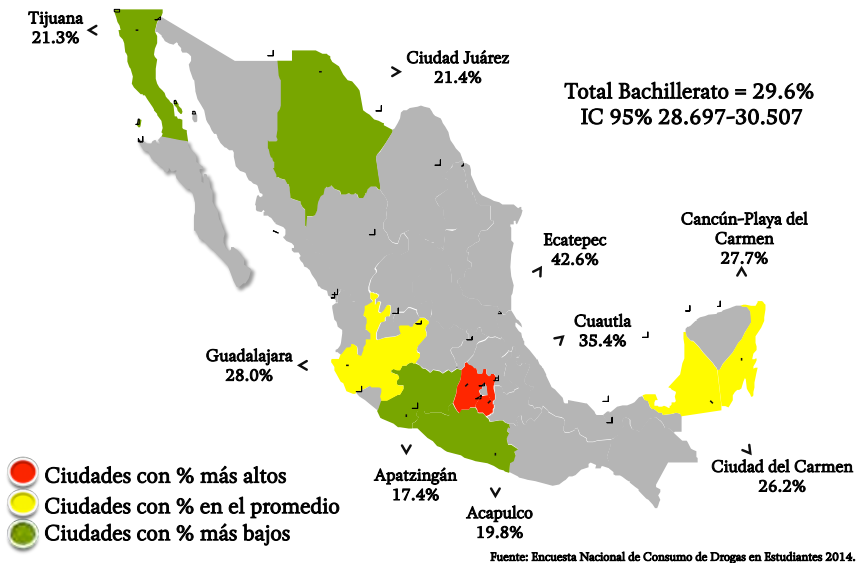 Tijuana
21.3%
Ciudad Juárez
21.4%
Total Bachillerato = 29.6%
IC 95% 28.697-30.507
Ecatepec
42.6%
Cancún-Playa del
Carmen
27.7%
Cuautla
35.4%
Guadalajara
28.0%
Ciudades con % más altos
Ciudades con % en el promedio
Ciudades con % más bajos
Apatzingán
17.4%
Acapulco
19.8%
Ciudad del Carmen
26.2%
Fuente: Encuesta Nacional de Consumo de Drogas en Estudiantes 2014.